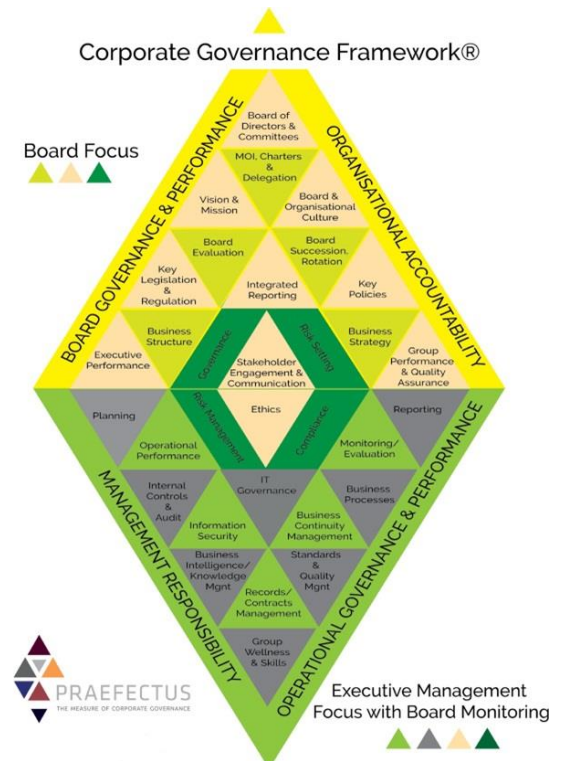 Corporate Governance Framework®
Board Focus
BOARD GOVERNANCE & PERFORMANCE
ORGANISATIONAL ACCOUNTABILITY
Board of
Directors &
Committees
MOI, Charters
&
Delegation
Vision &
Mission
Board &
Organisational
Culture
Board
Evaluation
Board
Succession,
Rotation
Key
Legislation
&
Regulation
Integrated
Reporting
Key
Policies
Executive
Performance
Business
Structure
Governance
Stakeholder
Engagement &
Communication
Risk Setting
Business
Strategy
Group
Performance
& Quality
Assurance
Planning
Operational
Performance
Risk Management
Ethics
Compliance
Monitoring/
Evaluation
Reporting
Internal
Controls
& Audit
Information
Security
IT
Governance
Business
Continuity
Management
Business
Processes
Business
Intelligence/
Knowledge
Mgnt
Records/
Contracts
Management
Standards
&
Quality
Mgnt
Group
Wellness
& Skills
MANAGEMENT RESPONSIBILITY
OPERATIONAL GOVERNANCE & PERFORMANCE
PRAEFECTUS
THE MEASURE OF CORPORATE GOVERNANCE
Executive Management
Focus with Board Monitoring